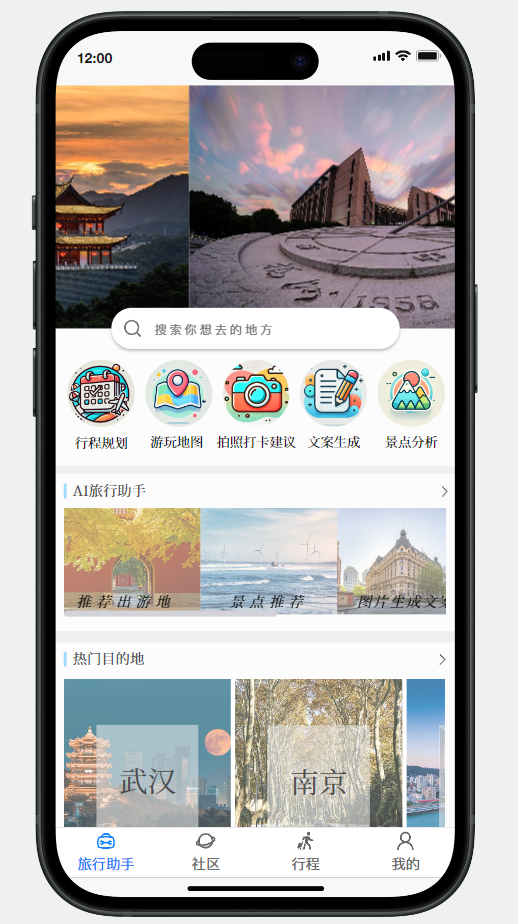 12:00
1958
搜索你想去的地方
行程规划
游玩地图
拍照打卡建议
文案生成
景点分析
AI旅行助手
推荐出游地
景点推荐
图片生成文案
热门目的地
武汉
南京
旅行助手
社区
行程
我的